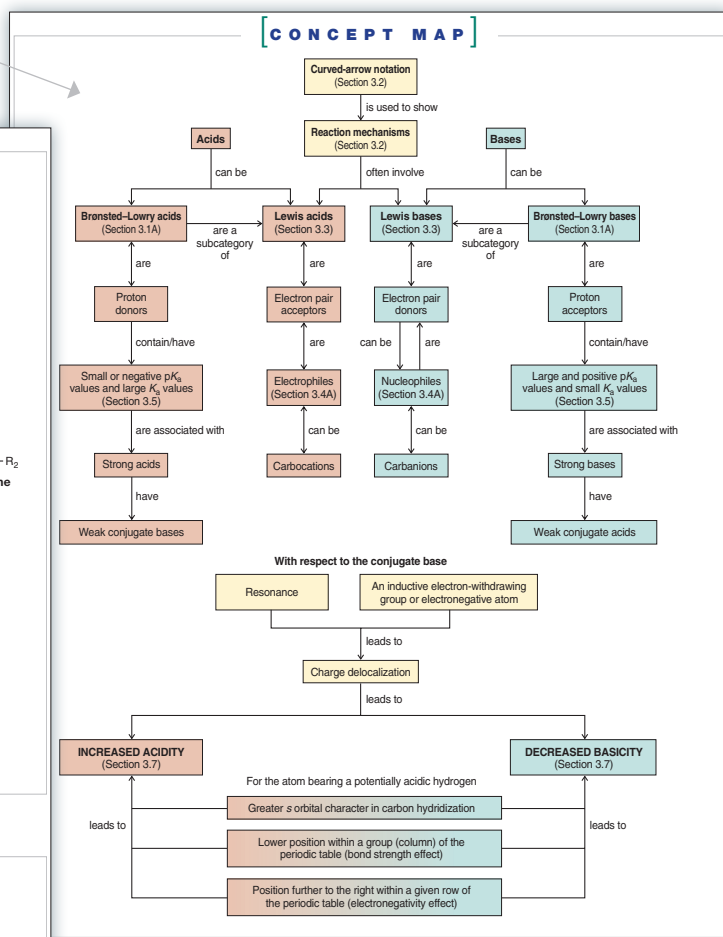 [CONCEPT MAP]
Curved-arrow notation
(Section 3.2)
is used to show
Reaction mechanisms
(Section 3.2)
Acids
Bases
can be
often involve
can be
Brønsted–Lowry acids
(Section 3.1A)
are a
subcategory
of
Lewis acids
(Section 3.3)
Lewis bases
(Section 3.3)
are a
subcategory
of
Brønsted–Lowry bases
(Section 3.1A)
are
are
are
are
Proton
donors
Electron pair
acceptors
Electron pair
donors
Proton
acceptors
contain/have
are
can be
are
contain/have
Small or negative pKa
values and large Ka values
(Section 3.5)
Electrophiles
(Section 3.4A)
Nucleophiles
(Section 3.4A)
Large and positive pKa
values and small Ka values
(Section 3.5)
are associated with
can be
can be
are associated with
– R2
ne
Strong acids
Carbocations
Carbanions
Strong bases
have
have
Weak conjugate bases
Weak conjugate acids
With respect to the conjugate base
Resonance
An inductive electron-withdrawing
group or electronegative atom
leads to
Charge delocalization
leads to
INCREASED ACIDITY
(Section 3.7)
DECREASED BASICITY
(Section 3.7)
For the atom bearing a potentially acidic hydrogen
Greater s orbital character in carbon hybridization
leads to
leads to
Lower position within a group (column) of the
periodic table (bond strength effect)
Position further to the right within a given row of
the periodic table (electronegativity effect)